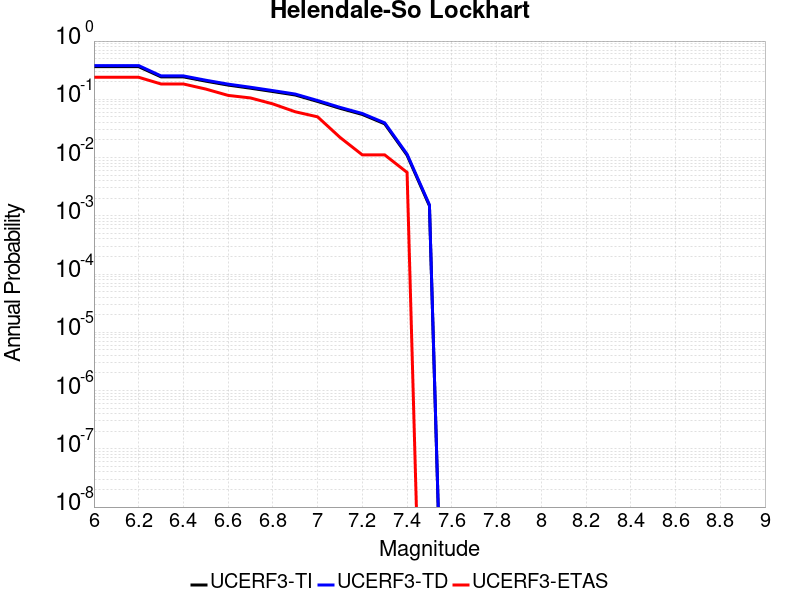 Helendale-So Lockhart
10^0
10^-1
10^-2
10^-3
10^-4
10^-5
10^-6
10^-7
10^-8
Annual Probability
6 6.2 6.4 6.6 6.8 7 7.2 7.4 7.6 7.8 8 8.2 8.4 8.6 8.8 9
Magnitude
UCERF3-TI UCERF3-TD UCERF3-ETAS